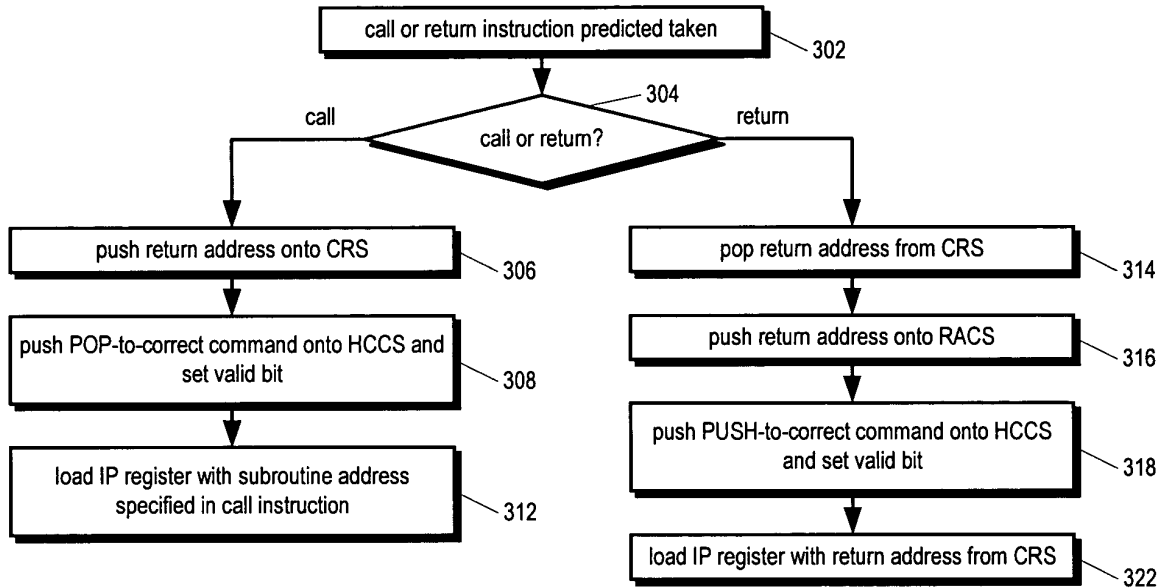 call or return instruction predicted taken
302
304
call
call or return?
return
push return address onto CRS
306
push POP-to-correct command onto HCCS and
set valid bit
308
load IP register with subroutine address
specified in call instruction
312
pop return address from CRS
314
push return address onto RACS
316
push PUSH-to-correct command onto HCCS
and set valid bit
318
load IP register with return address from CRS
322